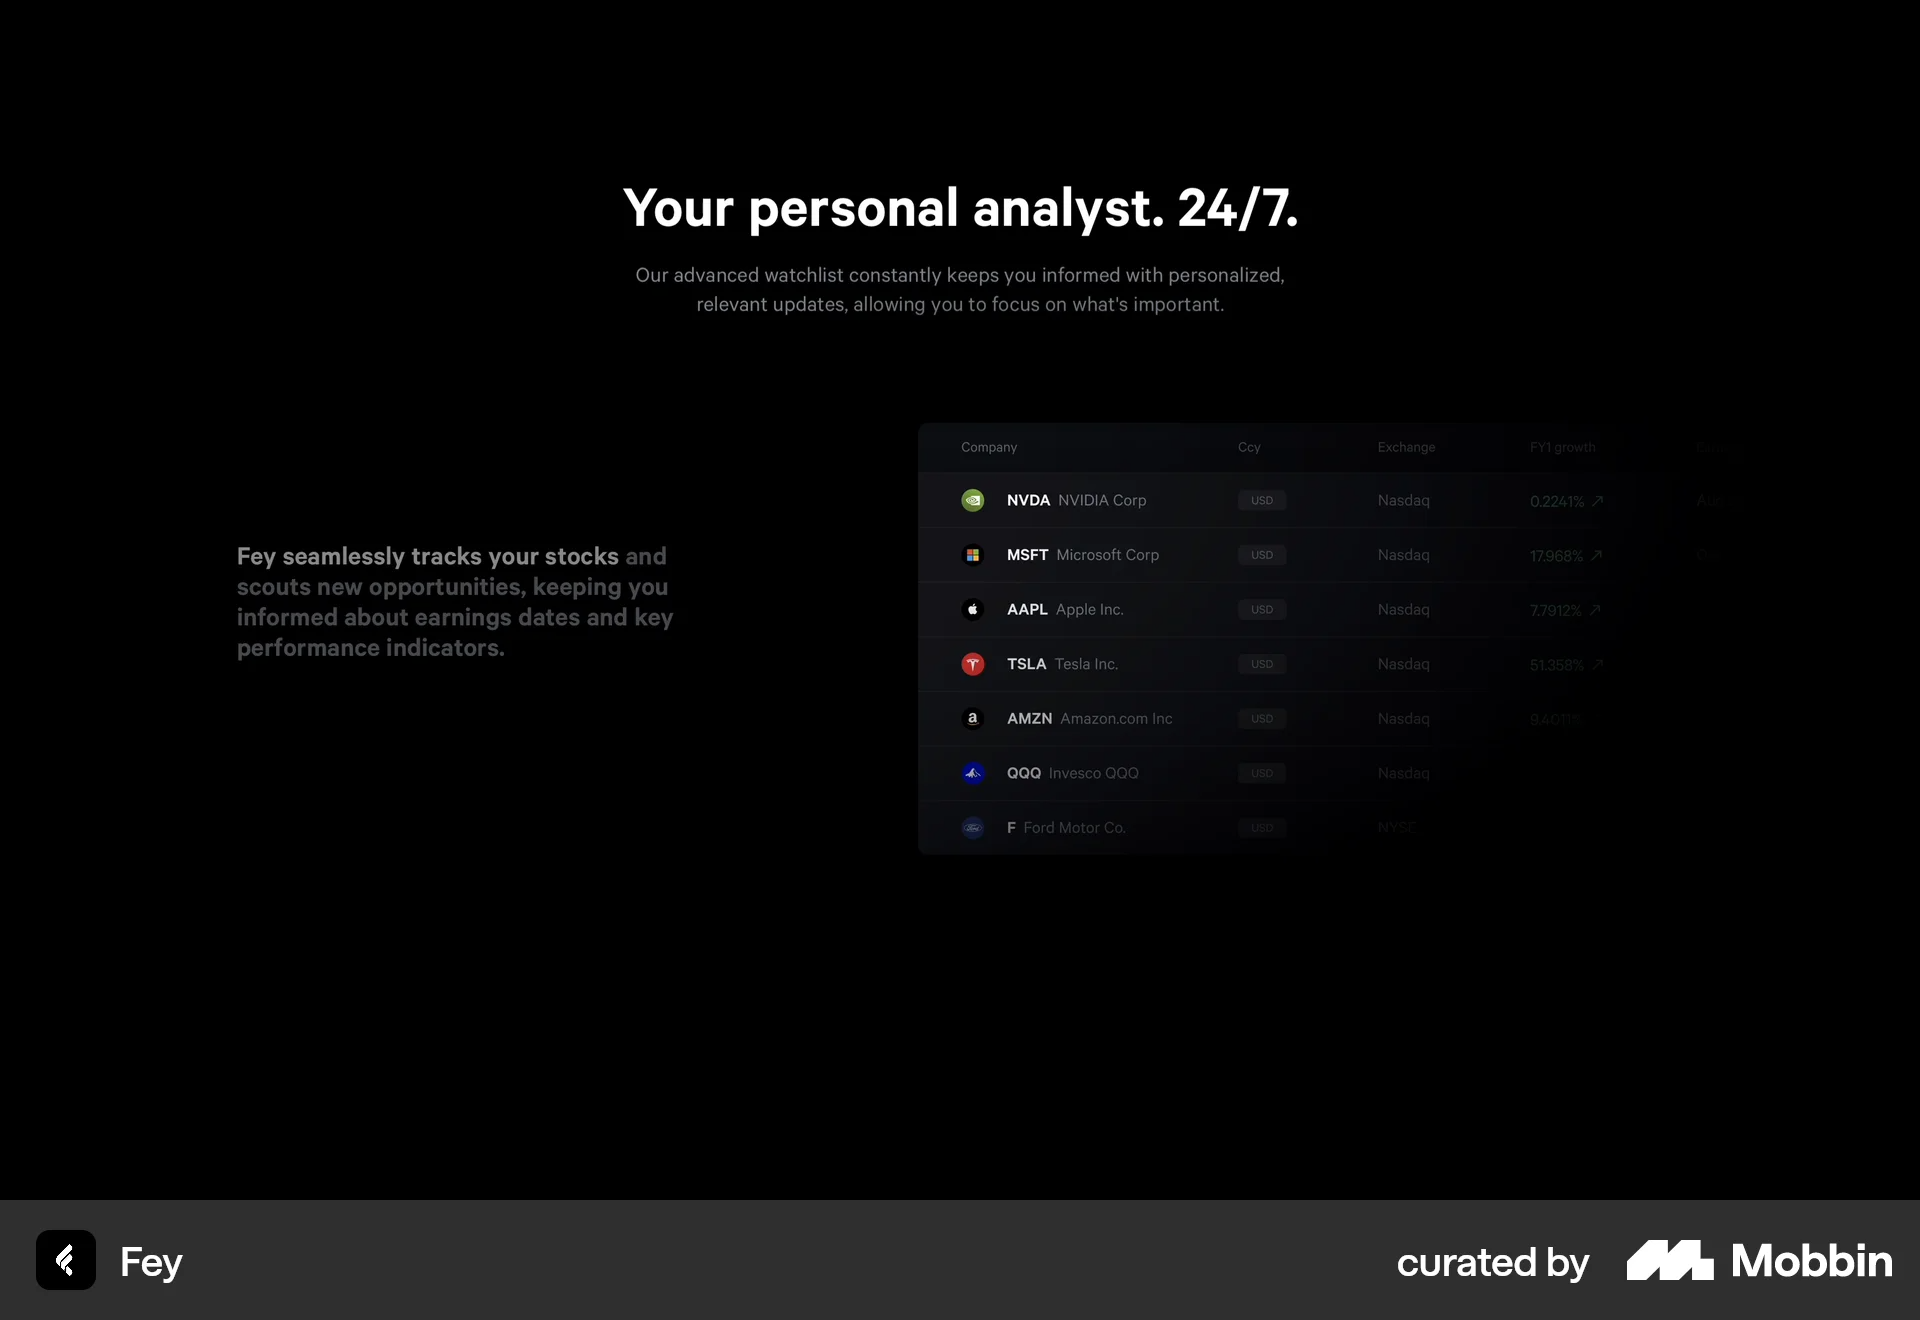 Your personal analyst. 24/7.
Our advanced watchlist constantly keeps you informed with personalized,
relevant updates, allowing you to focus on what's important.
Fey seamlessly tracks your stocks and
scouts new opportunities, keeping you
informed about earnings dates and key
performance indicators.
Company Ccy Exchange FY1 growth
NVDA NVIDIA Corp USD Nasdaq 0.2241% ↗
MSFT Microsoft Corp USD Nasdaq 17.968% ↗
AAPL Apple Inc. USD Nasdaq 7.7912% ↗
TSLA Tesla Inc. USD Nasdaq 51.358% ↗
a AMZN Amazon.com Inc USD Nasdaq
QQQ Invesco QQQ USD Nasdaq
Ford F Ford Motor Co. USD NYSE
Fey
curated by Mobbin